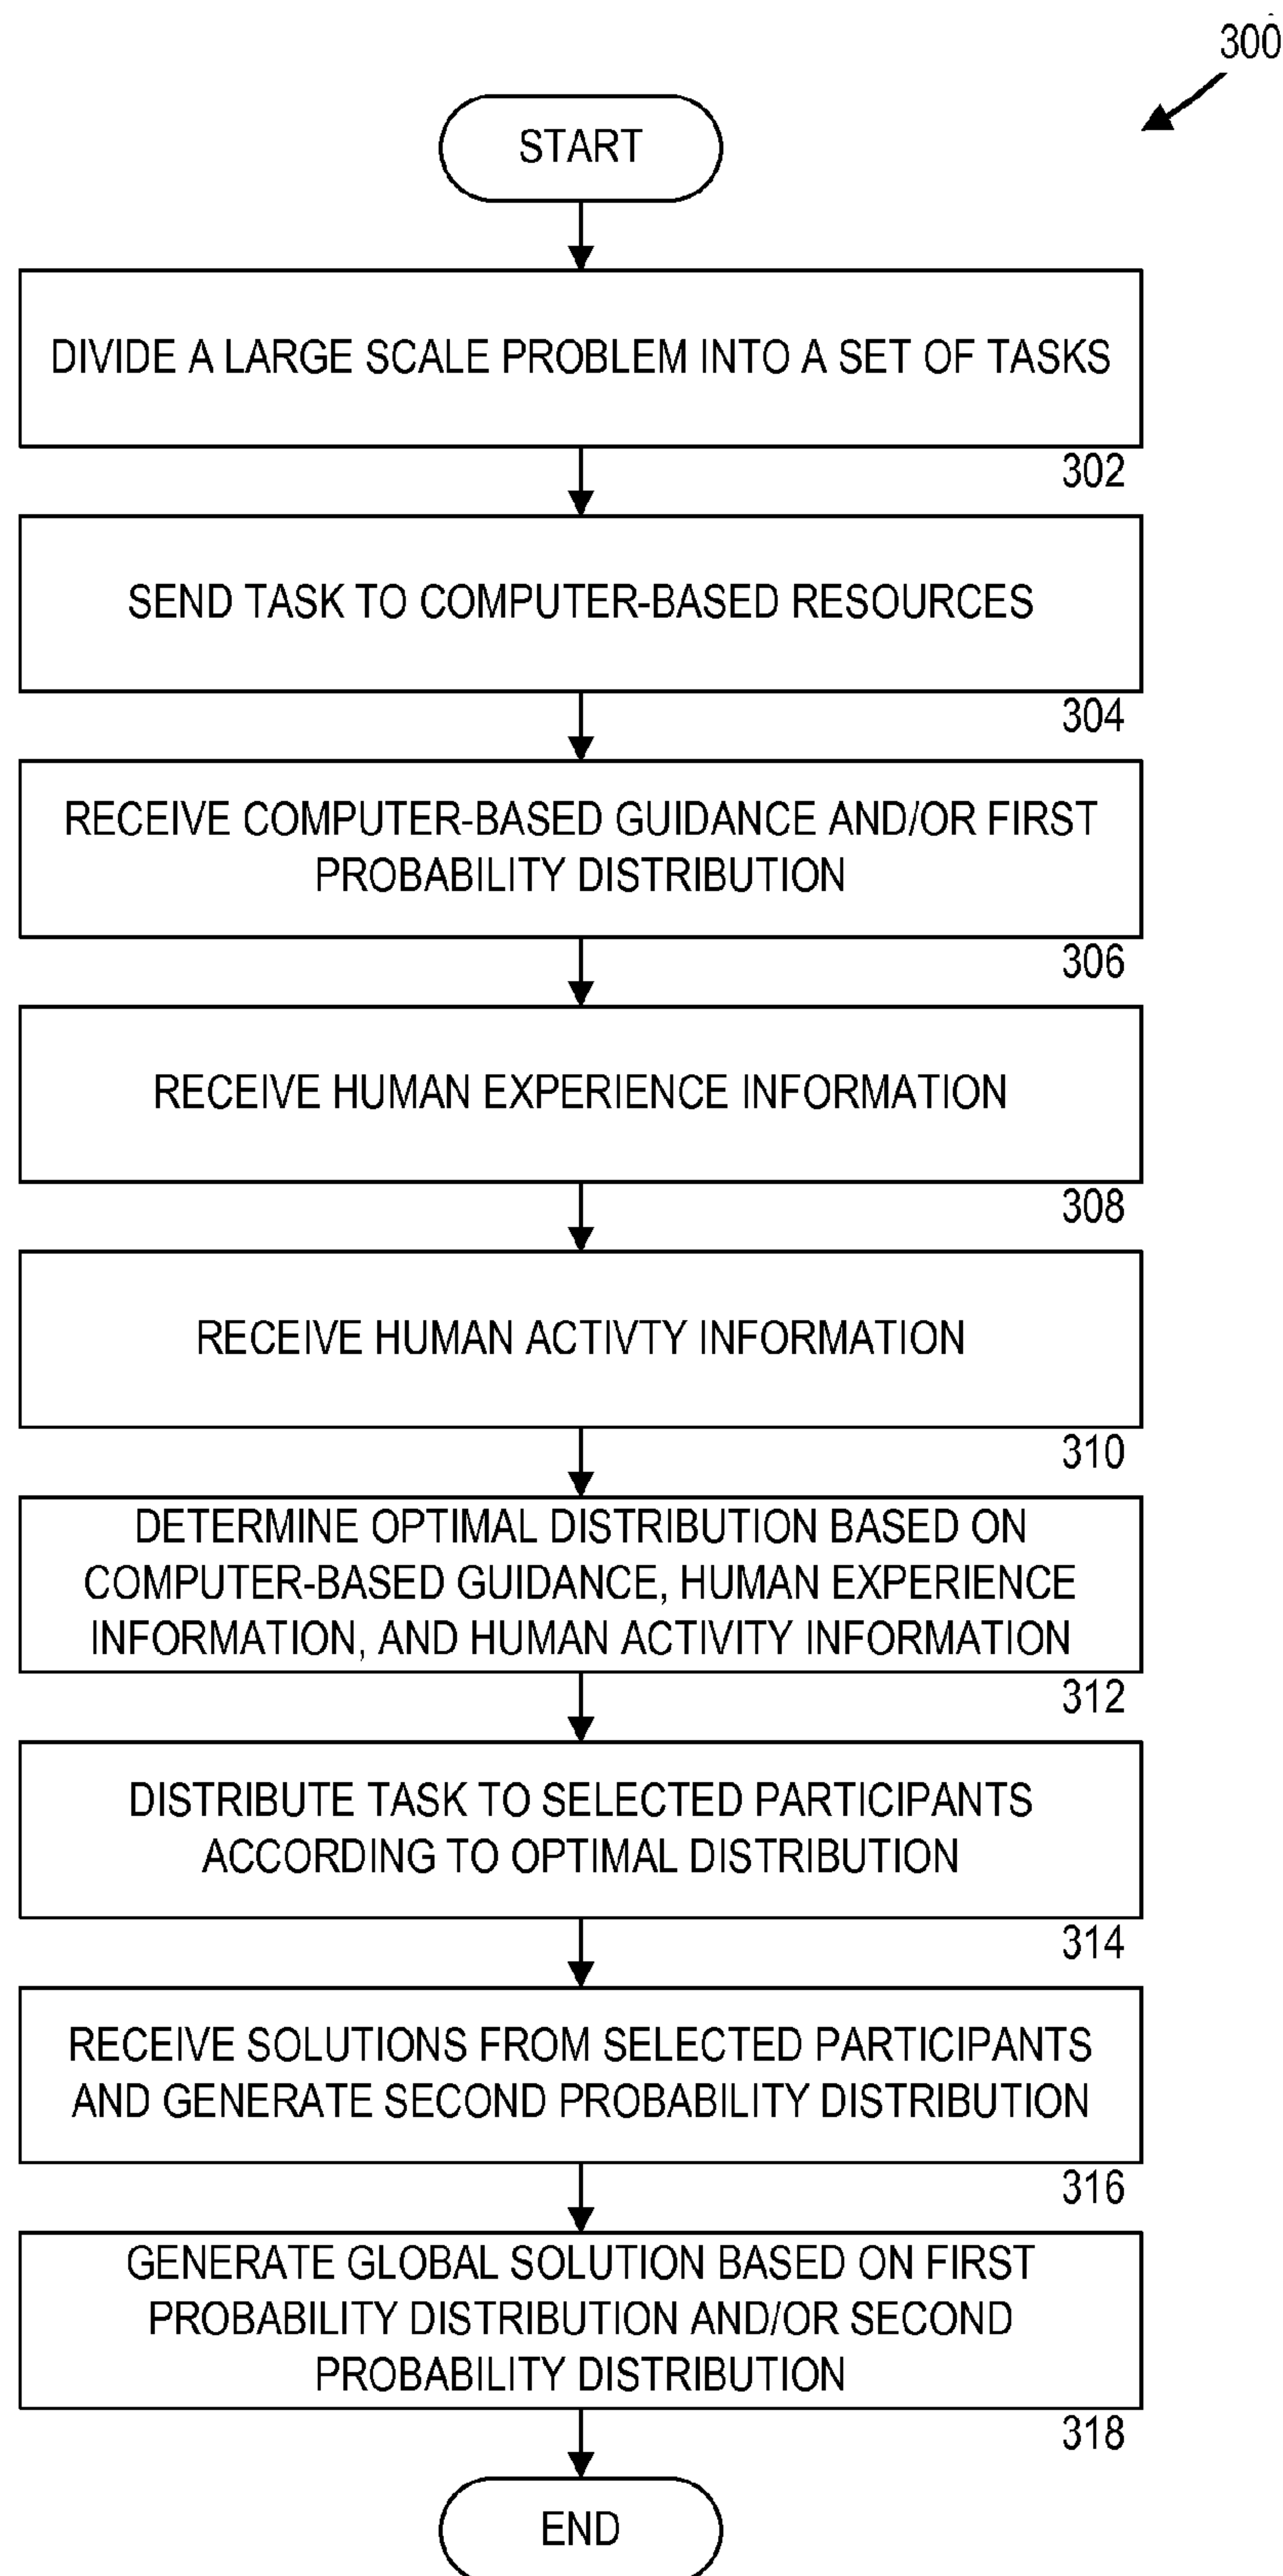 300
START
DIVIDE A LARGE SCALE PROBLEM INTO A SET OF TASKS
302
SEND TASK TO COMPUTER-BASED RESOURCES
304
RECEIVE COMPUTER-BASED GUIDANCE AND/OR FIRST
PROBABILITY DISTRIBUTION
306
RECEIVE HUMAN EXPERIENCE INFORMATION
308
RECEIVE HUMAN ACTIVTY INFORMATION
310
DETERMINE OPTIMAL DISTRIBUTION BASED ON
COMPUTER-BASED GUIDANCE, HUMAN EXPERIENCE
INFORMATION, AND HUMAN ACTIVITY INFORMATION
312
DISTRIBUTE TASK TO SELECTED PARTICIPANTS
ACCORDING TO OPTIMAL DISTRIBUTION
314
RECEIVE SOLUTIONS FROM SELECTED PARTICIPANTS
AND GENERATE SECOND PROBABILITY DISTRIBUTION
316
GENERATE GLOBAL SOLUTION BASED ON FIRST
PROBABILITY DISTRIBUTION AND/OR SECOND
PROBABILITY DISTRIBUTION
318
END